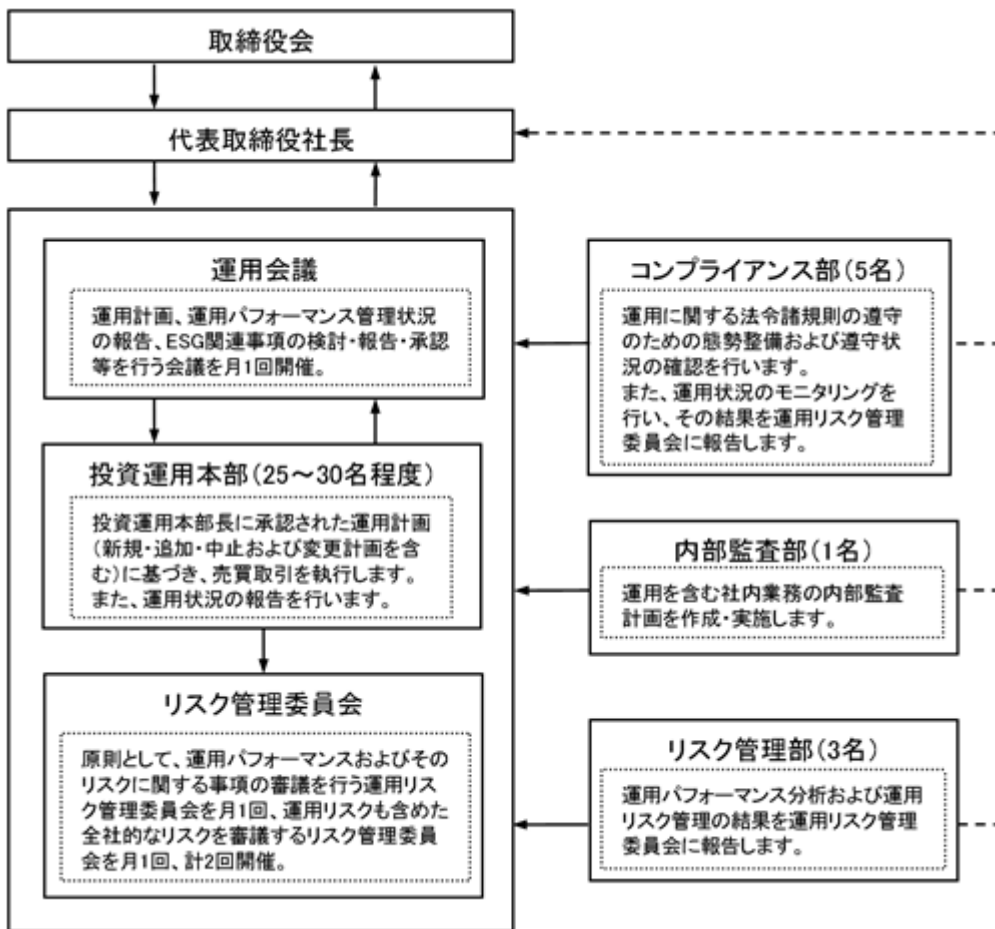 取締役会
代表取締役社長
運用会議
運用計画、運用パフォーマンス管理状況
の報告、ESG関連事項の検討・報告・承認
等を行う会議を月1回開催。
投資運用本部(25～30名程度)
投資運用本部長に承認された運用計画
(新規・追加・中止および変更計画を含
む)に基づき、売買取引を執行します。
また、運用状況の報告を行います。
リスク管理委員会
原則として、運用パフォーマンスおよびその
リスクに関する事項の審議を行う運用リス
ク管理委員会を月1回、運用リスクも含めた
全社的なリスクを審議するリスク管理委員
会を月1回、計2回開催。
コンプライアンス部(5名)
運用に関する法令諸規則の遵守
のための態勢整備および遵守状
況の確認を行います。
また、運用状況のモニタリングを
行い、その結果を運用リスク管理
委員会に報告します。
内部監査部(1名)
運用を含む社内業務の内部監査
計画を作成・実施します。
リスク管理部(3名)
運用パフォーマンス分析および運用
リスク管理の結果を運用リスク管理
委員会に報告します。